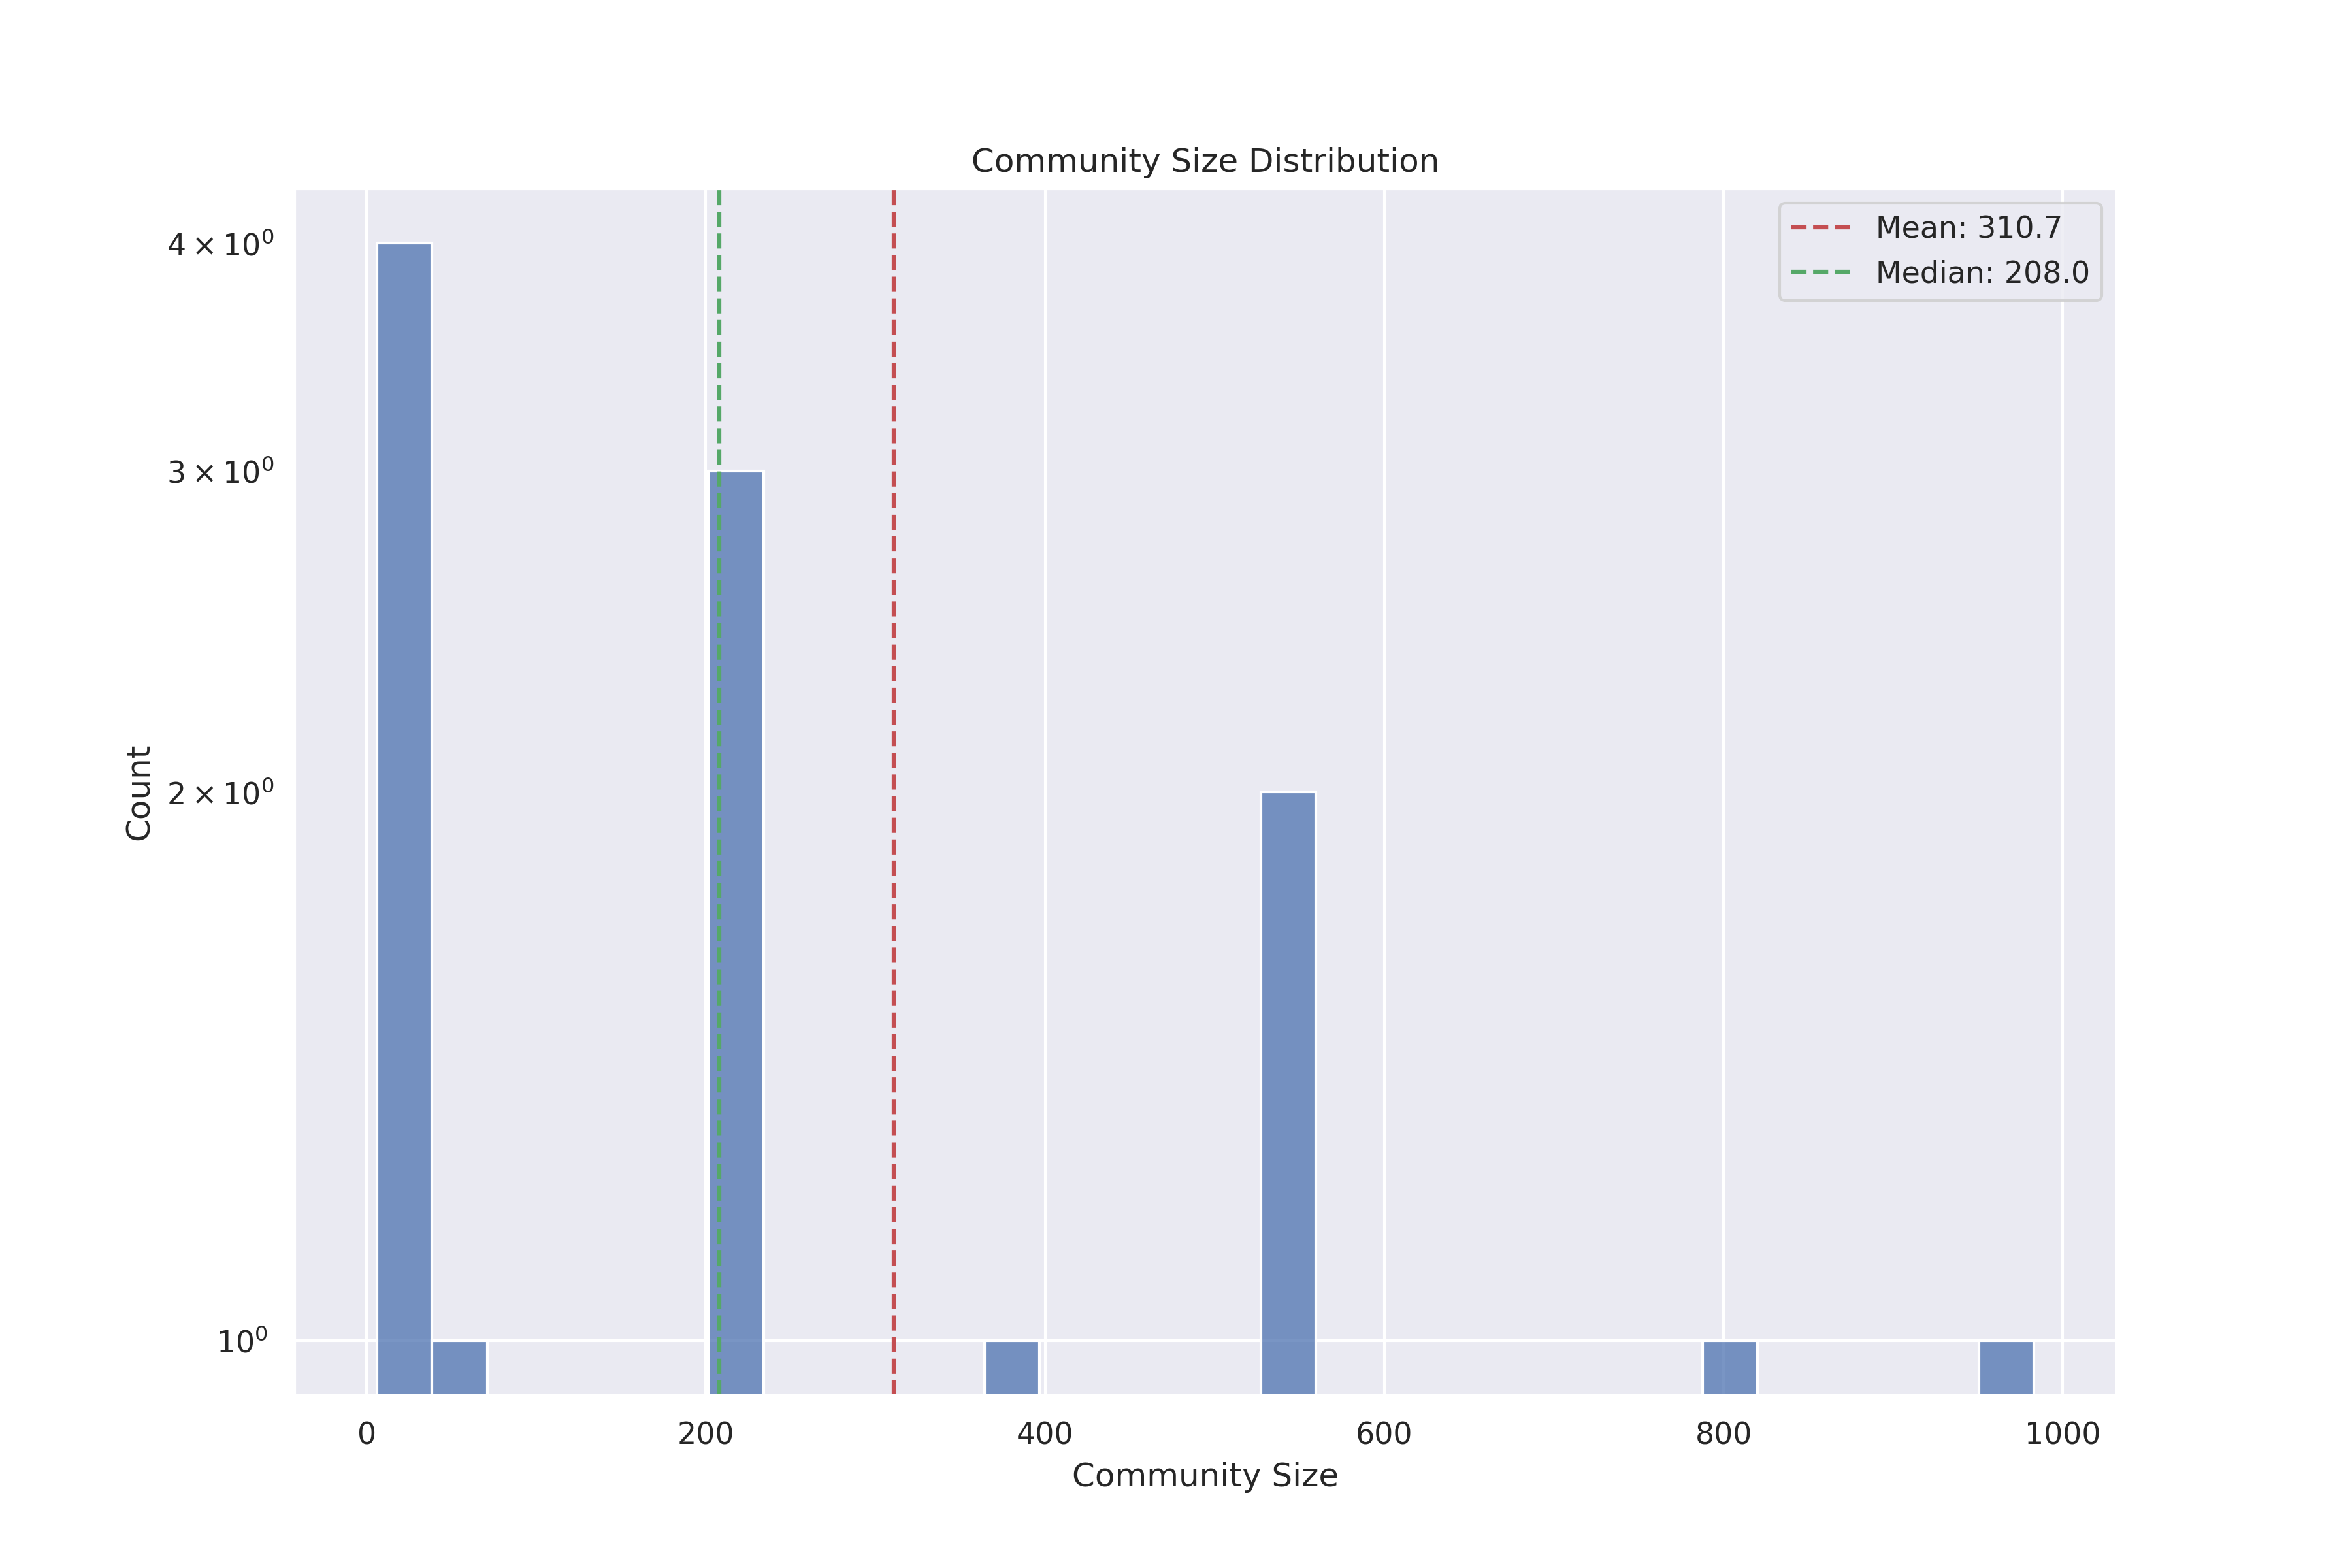 Community Size Distribution
Mean: 310.7
Median: 208.0
4 × 10⁰
3 × 10⁰
2 × 10⁰
10⁰
Count
0 200 400 600 800 1000
Community Size